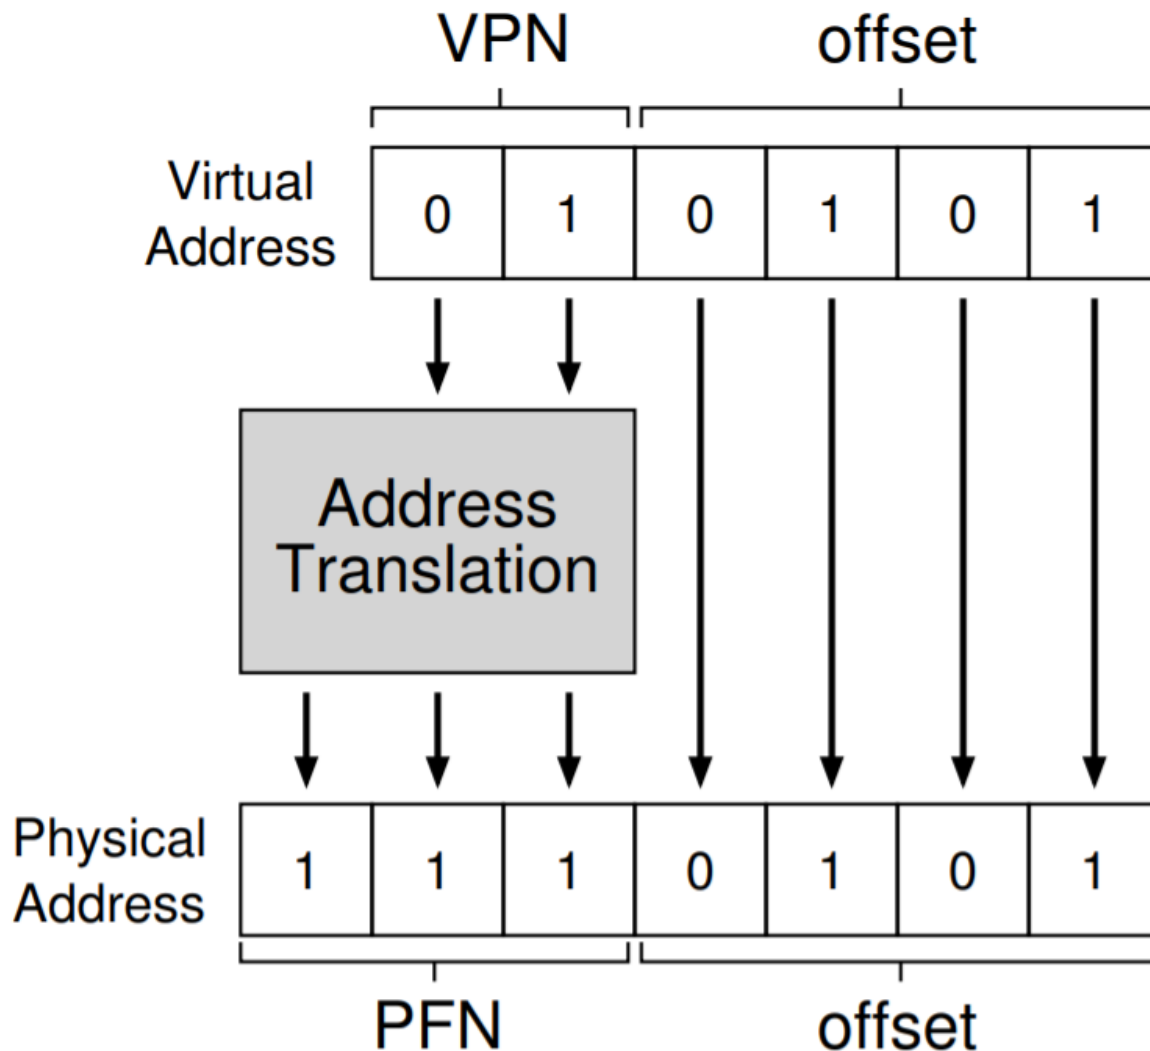 VPN offset
Virtual
Address
0 1 0 1 0 1
Address
Translation
Physical
Address
1 1 1 0 1 0 1
PFN offset